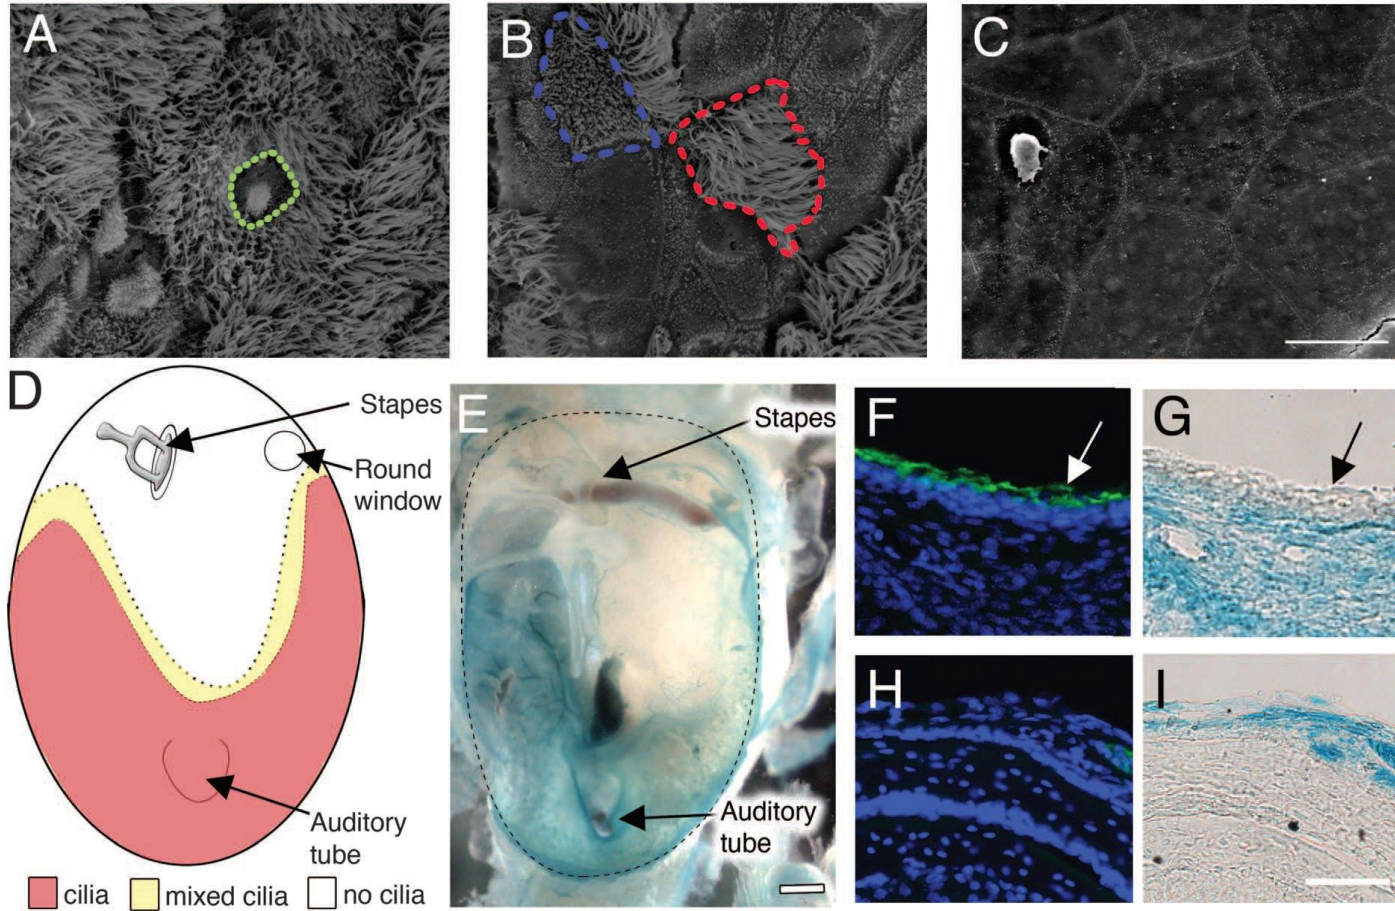 A
B
C
D
Stapes
Round
window
Auditory
tube
cilia
mixed cilia
no cilia
E
Stapes
Auditory
tube
F
G
H
I